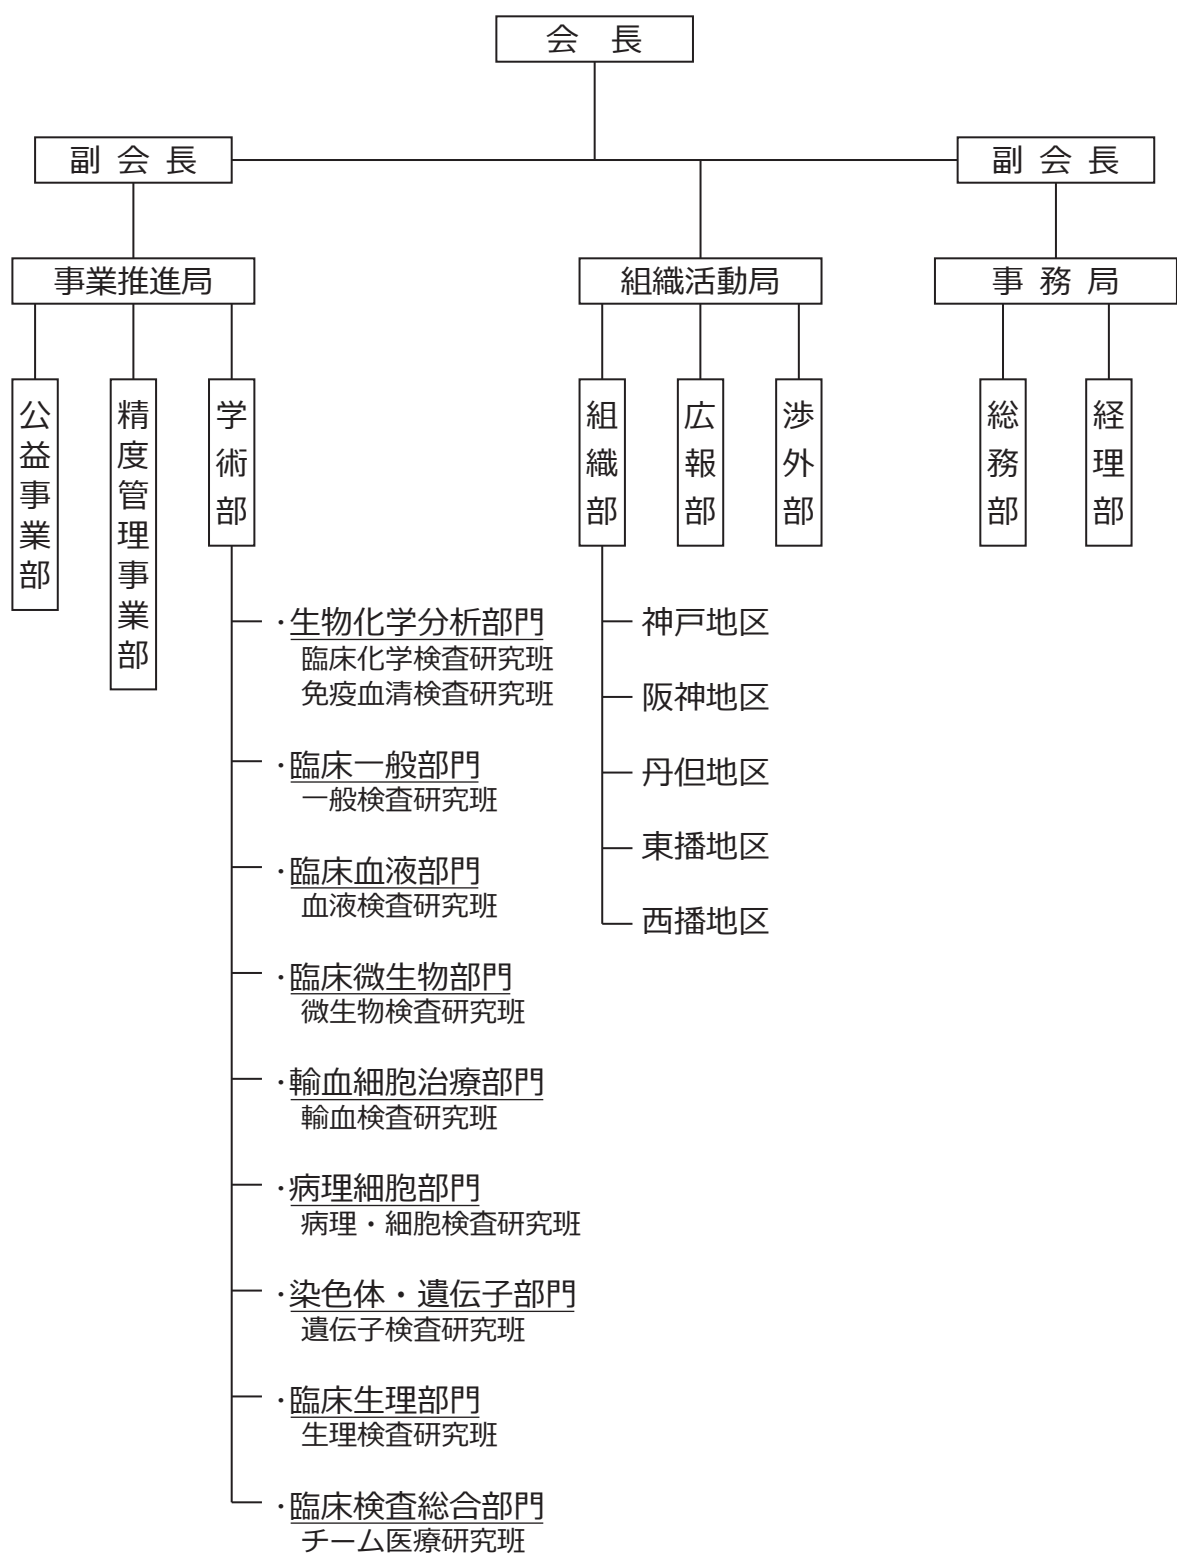 会　長
副 会 長
副 会 長
事業推進局
組織活動局
事 務 局
公益事業部
精度管理事業部
学術部
組織部
広報部
渉外部
総務部
経理部
・生物化学分析部門
臨床化学検査研究班
免疫血清検査研究班
・臨床一般部門
一般検査研究班
・臨床血液部門
血液検査研究班
・臨床微生物部門
微生物検査研究班
・輸血細胞治療部門
輸血検査研究班
・病理細胞部門
病理・細胞検査研究班
・染色体・遺伝子部門
遺伝子検査研究班
・臨床生理部門
生理検査研究班
・臨床検査総合部門
チーム医療研究班
神戸地区
阪神地区
丹但地区
東播地区
西播地区